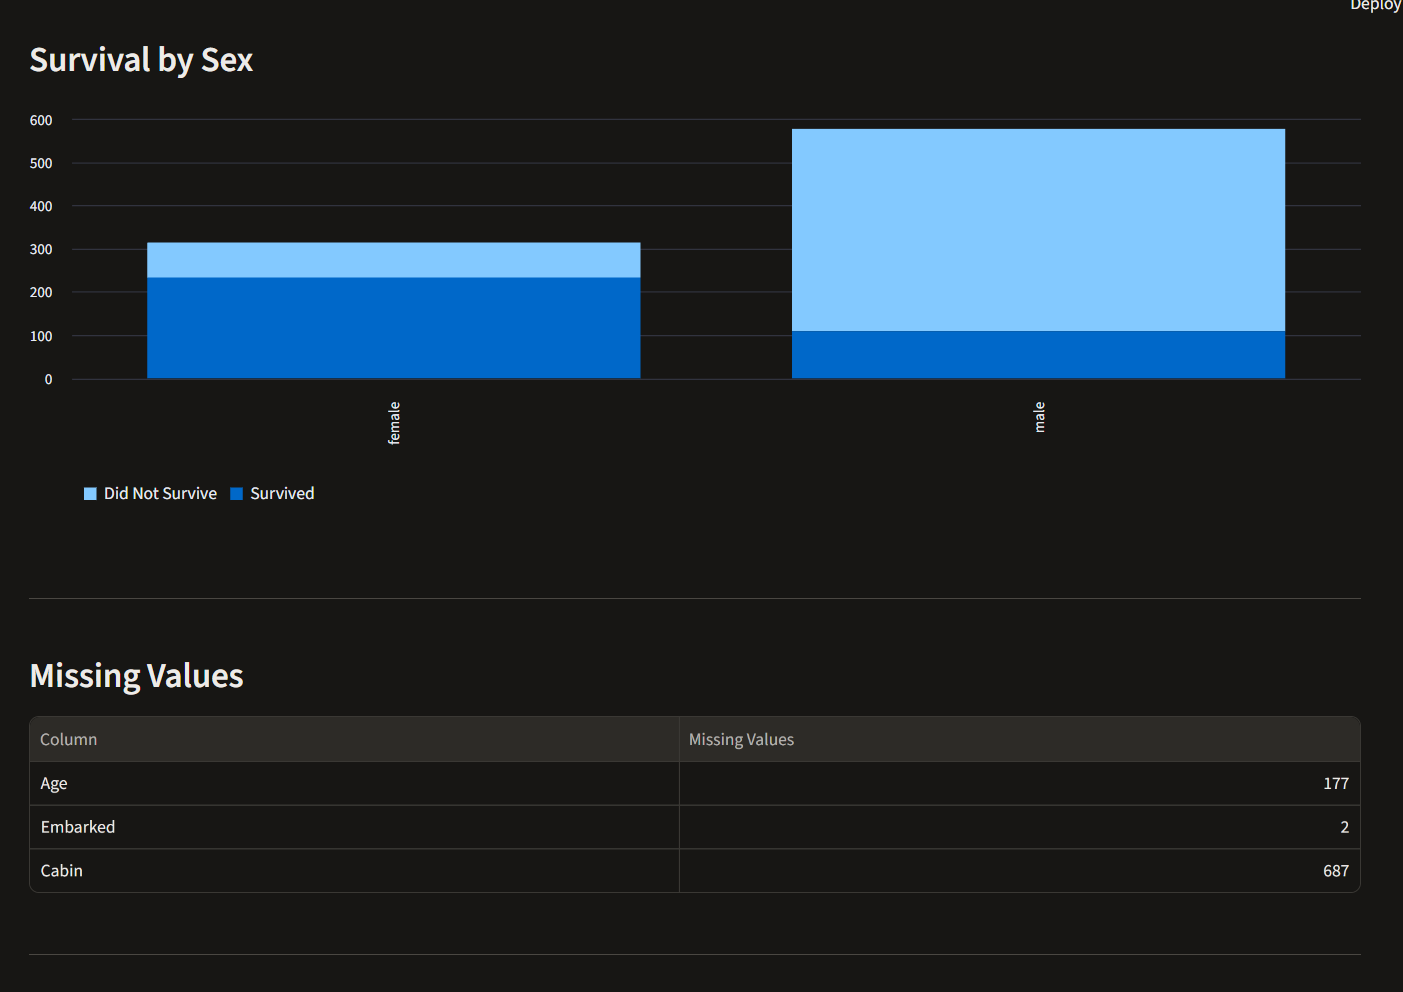 Deploy
Survival by Sex
600
500
400
300
200
100
0
female
male
Did Not Survive Survived
Missing Values
Column Missing Values
Age 177
Embarked 2
Cabin 687